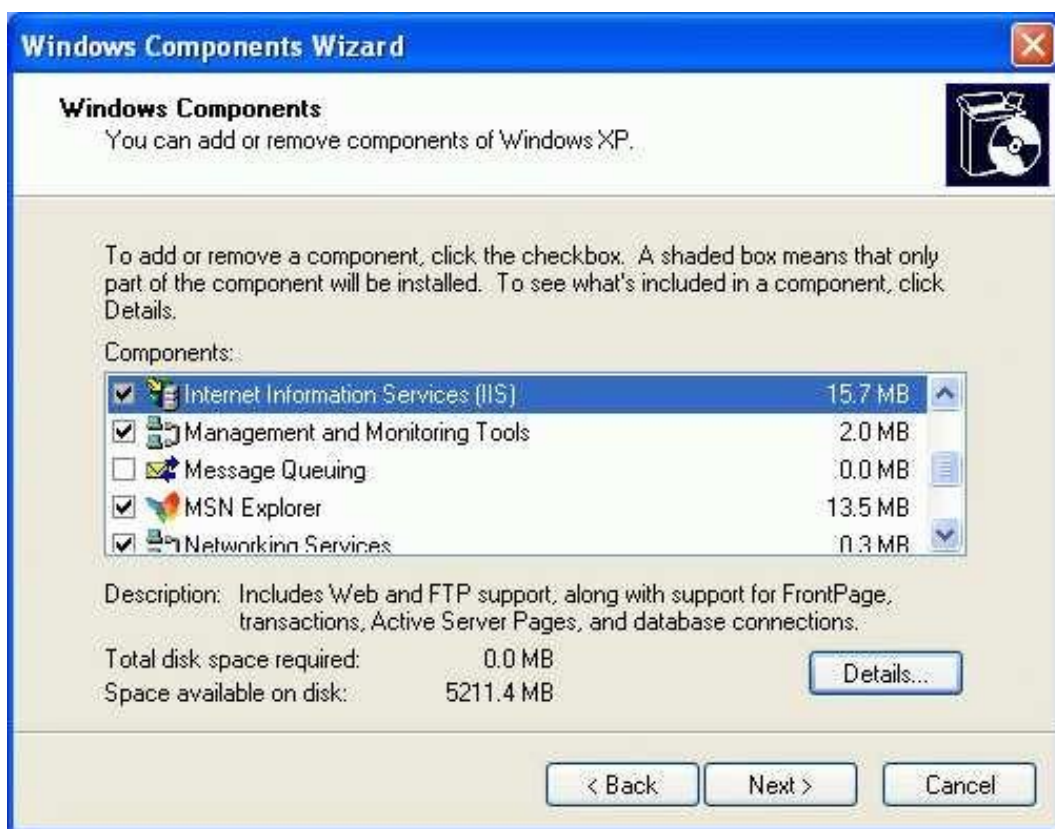 Windows Components Wizard
Windows Components
You can add or remove components of Windows XP.
To add or remove a component, click the checkbox. A shaded box means that only
part of the component will be installed. To see what's included in a component, click
Details.
Components:
Internet Information Services (IIS) 15.7 MB
Management and Monitoring Tools 2.0 MB
Message Queuing 0.0 MB
MSN Explorer 13.5 MB
Networking Services 0.3 MB
Description: Includes Web and FTP support, along with support for FrontPage,
transactions, Active Server Pages, and database connections.
Total disk space required: 0.0 MB
Space available on disk: 5211.4 MB
Details...
< Back Next > Cancel